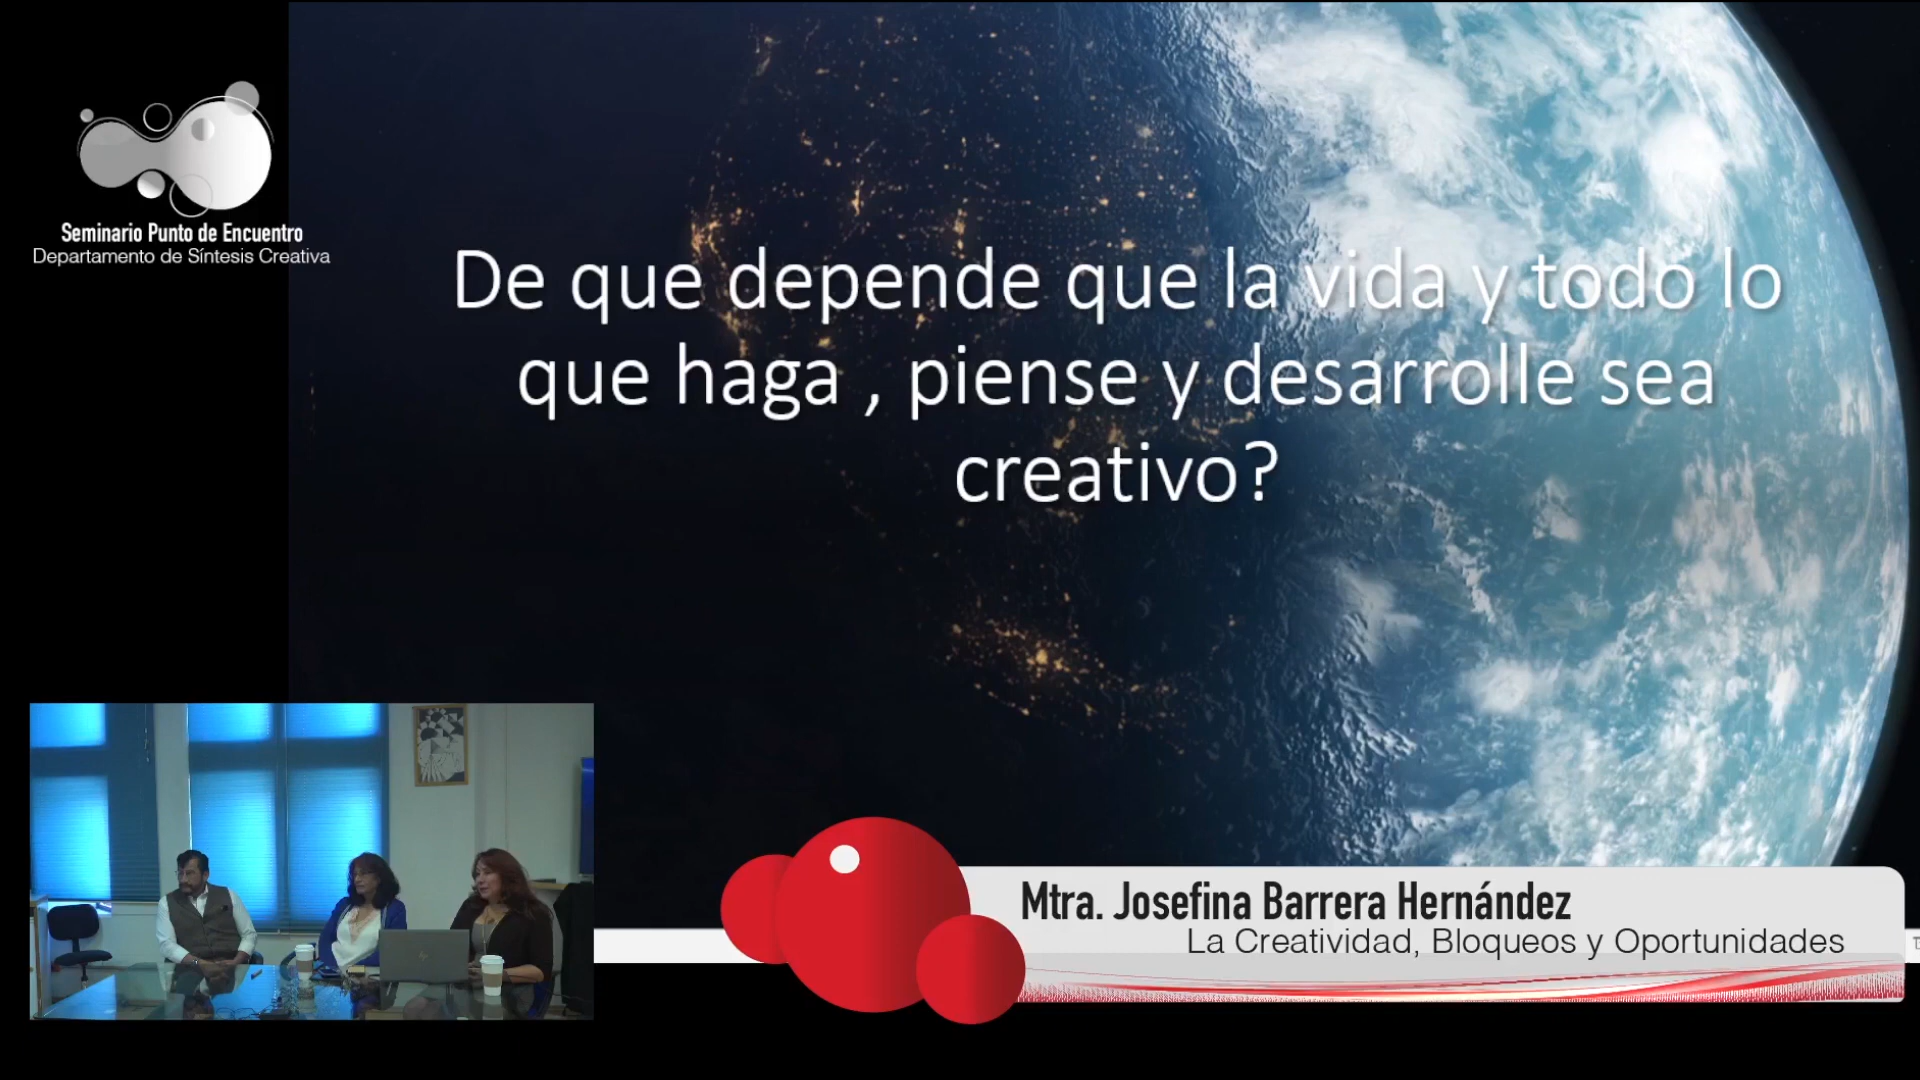 Seminario Punto de Encuentro
Departamento de Síntesis Creativa
De que depende que la vida y todo lo
que haga , piense y desarrolle sea
creativo?
Mtra. Josefina Barrera Hernández
La Creatividad, Bloqueos y Oportunidades